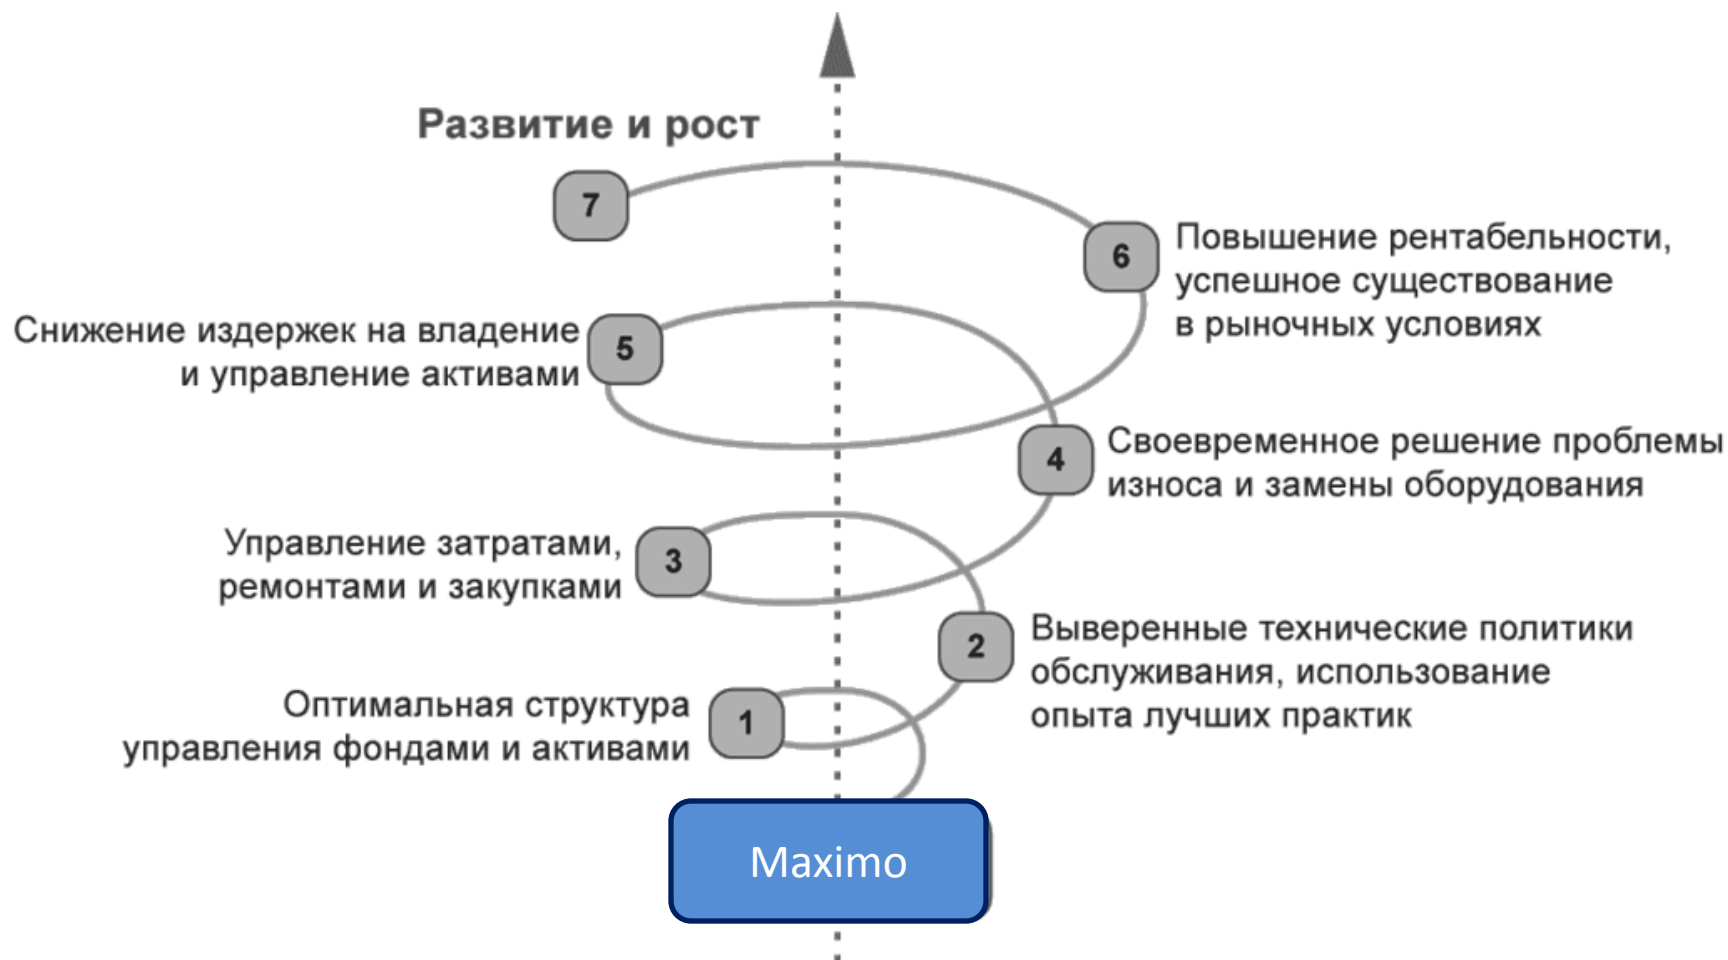 Развитие и рост
7
6
Повышение рентабельности,
успешное существование
в рыночных условиях
Снижение издержек на владение
и управление активами
5
4
Своевременное решение проблемы
износа и замены оборудования
Управление затратами,
ремонтами и закупками
3
2
Выверенные технические политики
обслуживания, использование
опыта лучших практик
Оптимальная структура
управления фондами и активами
1
Maximo